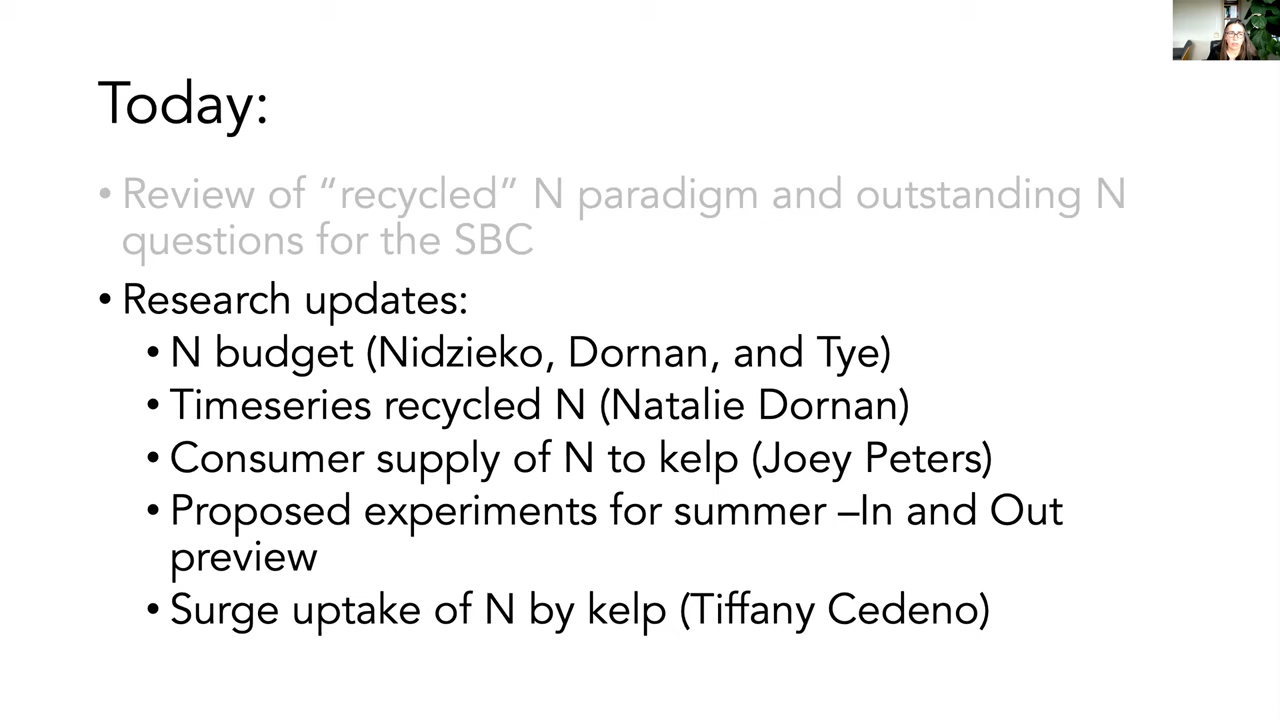 Today:
• Review of “recycled” N paradigm and outstanding N
questions for the SBC
• Research updates:
• N budget (Nidzieko, Dornan, and Tye)
• Timeseries recycled N (Natalie Dornan)
• Consumer supply of N to kelp (Joey Peters)
• Proposed experiments for summer –In and Out
preview
• Surge uptake of N by kelp (Tiffany Cedeno)